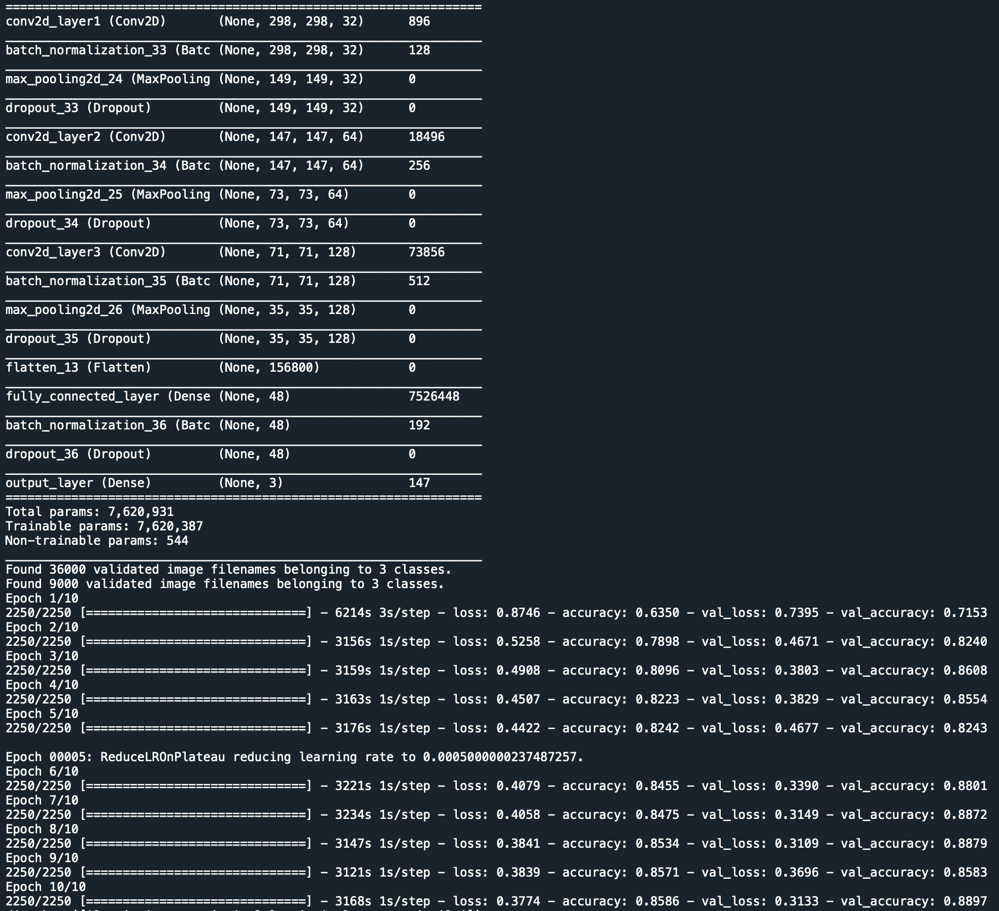 =================================================================
conv2d_layer1 (Conv2D)       (None, 298, 298, 32)      896
_________________________________________________________________
batch_normalization_33 (Batc (None, 298, 298, 32)      128
_________________________________________________________________
max_pooling2d_24 (MaxPooling (None, 149, 149, 32)      0
_________________________________________________________________
dropout_33 (Dropout)         (None, 149, 149, 32)      0
_________________________________________________________________
conv2d_layer2 (Conv2D)       (None, 147, 147, 64)      18496
_________________________________________________________________
batch_normalization_34 (Batc (None, 147, 147, 64)      256
_________________________________________________________________
max_pooling2d_25 (MaxPooling (None, 73, 73, 64)        0
_________________________________________________________________
dropout_34 (Dropout)         (None, 73, 73, 64)        0
_________________________________________________________________
conv2d_layer3 (Conv2D)       (None, 71, 71, 128)       73856
_________________________________________________________________
batch_normalization_35 (Batc (None, 71, 71, 128)       512
_________________________________________________________________
max_pooling2d_26 (MaxPooling (None, 35, 35, 128)       0
_________________________________________________________________
dropout_35 (Dropout)         (None, 35, 35, 128)       0
_________________________________________________________________
flatten_13 (Flatten)         (None, 156800)            0
_________________________________________________________________
fully_connected_layer (Dense (None, 48)                7526448
_________________________________________________________________
batch_normalization_36 (Batc (None, 48)                192
_________________________________________________________________
dropout_36 (Dropout)         (None, 48)                0
_________________________________________________________________
output_layer (Dense)         (None, 3)                 147
=================================================================
Total params: 7,620,931
Trainable params: 7,620,387
Non-trainable params: 544
_________________________________________________________________
Found 36000 validated image filenames belonging to 3 classes.
Found 9000 validated image filenames belonging to 3 classes.
Epoch 1/10
2250/2250 [==============================] - 6214s 3s/step - loss: 0.8746 - accuracy: 0.6350 - val_loss: 0.7395 - val_accuracy: 0.7153
Epoch 2/10
2250/2250 [==============================] - 3156s 1s/step - loss: 0.5258 - accuracy: 0.7898 - val_loss: 0.4671 - val_accuracy: 0.8240
Epoch 3/10
2250/2250 [==============================] - 3159s 1s/step - loss: 0.4908 - accuracy: 0.8096 - val_loss: 0.3803 - val_accuracy: 0.8608
Epoch 4/10
2250/2250 [==============================] - 3163s 1s/step - loss: 0.4507 - accuracy: 0.8223 - val_loss: 0.3829 - val_accuracy: 0.8554
Epoch 5/10
2250/2250 [==============================] - 3176s 1s/step - loss: 0.4422 - accuracy: 0.8242 - val_loss: 0.4677 - val_accuracy: 0.8243
Epoch 00005: ReduceLROnPlateau reducing learning rate to 0.0005000000237487257.
Epoch 6/10
2250/2250 [==============================] - 3221s 1s/step - loss: 0.4079 - accuracy: 0.8455 - val_loss: 0.3390 - val_accuracy: 0.8801
Epoch 7/10
2250/2250 [==============================] - 3234s 1s/step - loss: 0.4058 - accuracy: 0.8475 - val_loss: 0.3149 - val_accuracy: 0.8872
Epoch 8/10
2250/2250 [==============================] - 3147s 1s/step - loss: 0.3841 - accuracy: 0.8534 - val_loss: 0.3109 - val_accuracy: 0.8879
Epoch 9/10
2250/2250 [==============================] - 3121s 1s/step - loss: 0.3839 - accuracy: 0.8571 - val_loss: 0.3696 - val_accuracy: 0.8583
Epoch 10/10
2250/2250 [==============================] - 3168s 1s/step - loss: 0.3774 - accuracy: 0.8586 - val_loss: 0.3133 - val_accuracy: 0.8897